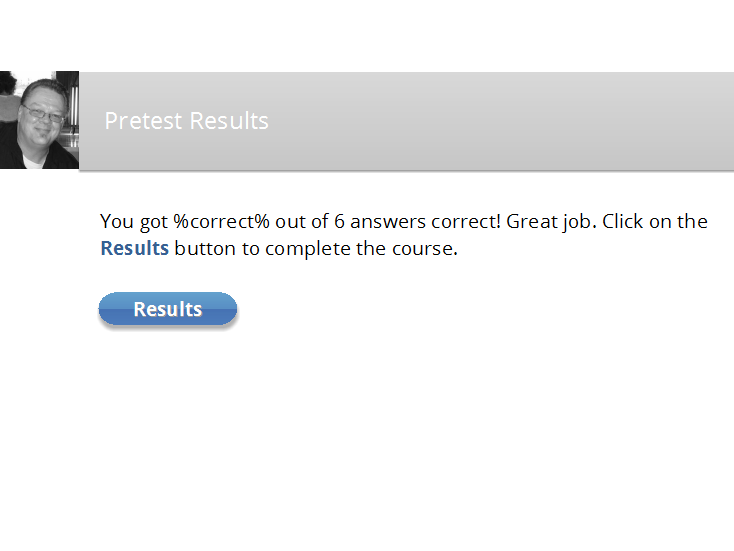 Pretest Results
You got %correct% out of 6 answers correct! Great job. Click on the
Results button to complete the course.
Results